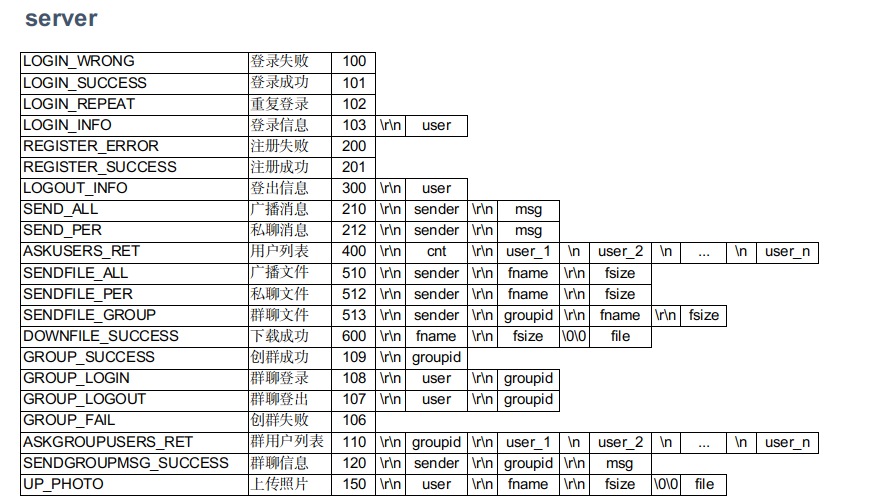 server
LOGIN_WRONG 登录失败 100
LOGIN_SUCCESS 登录成功 101
LOGIN_REPEAT 重复登录 102
LOGIN_INFO 登录信息 103 \r\n user
REGISTER_ERROR 注册失败 200
REGISTER_SUCCESS 注册成功 201
LOGOUT_INFO 登出信息 300 \r\n user
SEND_ALL 广播消息 210 \r\n sender \r\n msg
SEND_PER 私聊消息 212 \r\n sender \r\n msg
ASKUSERS_RET 用户列表 400 \r\n cnt \r\n user_1 \n user_2 \n ... \n user_n
SENDFILE_ALL 广播文件 510 \r\n sender \r\n fname \r\n fsize
SENDFILE_PER 私聊文件 512 \r\n sender \r\n fname \r\n fsize
SENDFILE_GROUP 群聊文件 513 \r\n sender \r\n groupid \r\n fname \r\n fsize
DOWNFILE_SUCCESS 下载成功 600 \r\n fname \r\n fsize \0\0 file
GROUP_SUCCESS 创群成功 109 \r\n groupid
GROUP_LOGIN 群聊登录 108 \r\n user \r\n groupid
GROUP_LOGOUT 群聊登出 107 \r\n user \r\n groupid
GROUP_FAIL 创群失败 106
ASKGROUPUSERS_RET 群用户列表 110 \r\n groupid \r\n user_1 \n user_2 \n ... \n user_n
SENDGROUPMSG_SUCCESS 群聊信息 120 \r\n sender \r\n groupid \r\n msg
UP_PHOTO 上传照片 150 \r\n user \r\n fname \r\n fsize \0\0 file